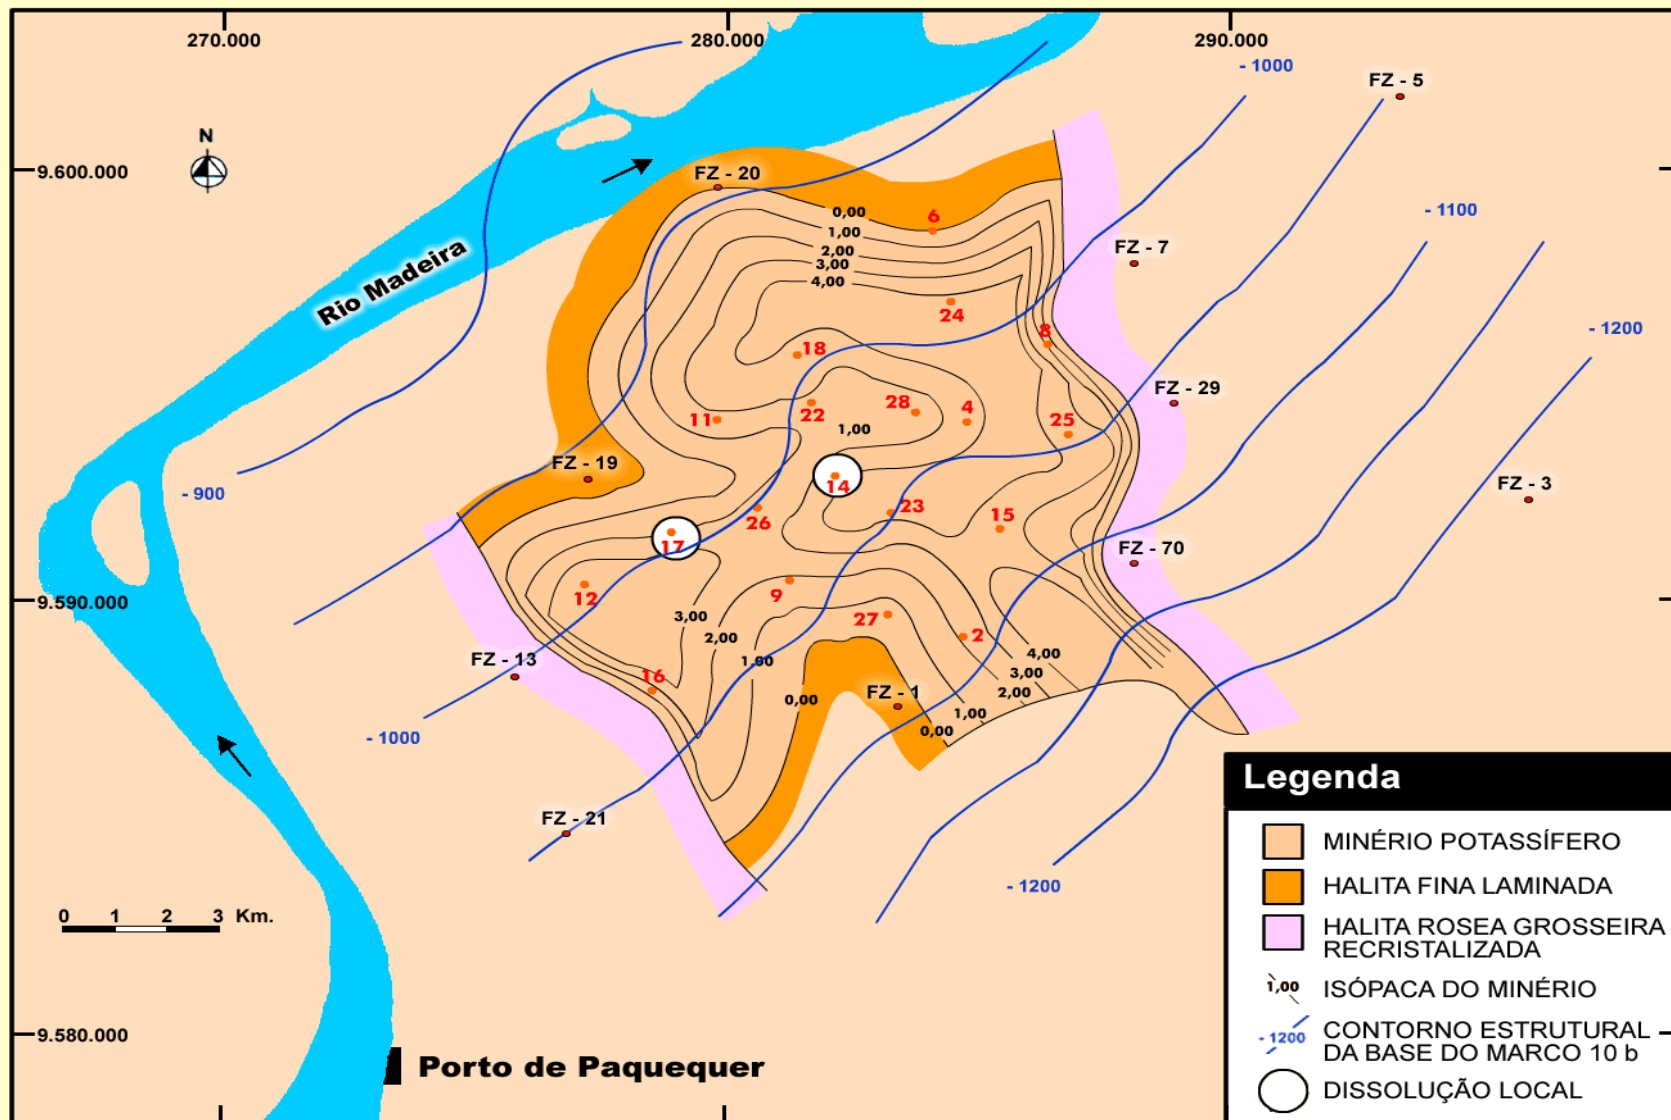 270.000
280.000
290.000
- 1000
FZ - 5
N
9.600.000
FZ - 20
- 1100
0,00
6
1,00
2,00
3,00
4,00
FZ - 7
Rio Madeira
24
8
- 1200
18
FZ - 29
11
22
28
4
25
1,00
FZ - 19
14
- 900
FZ - 3
26
23
15
17
FZ - 70
12
9
9.590.000
3,00
27
2,00
2
1,00
4,00
FZ - 13
16
3,00
0,00
FZ - 1
2,00
1,00
0,00
- 1000
FZ - 21
- 1200
0 1 2 3 Km.
9.580.000
Porto de Paquequer
Legenda
MINÉRIO POTASSÍFERO
HALITA FINA LAMINADA
HALITA ROSEA GROSSEIRA
RECRISTALIZADA
1,00
ISÓPACA DO MINÉRIO
- 1200
CONTORNO ESTRUTURAL
DA BASE DO MARCO 10 b
DISSOLUÇÃO LOCAL